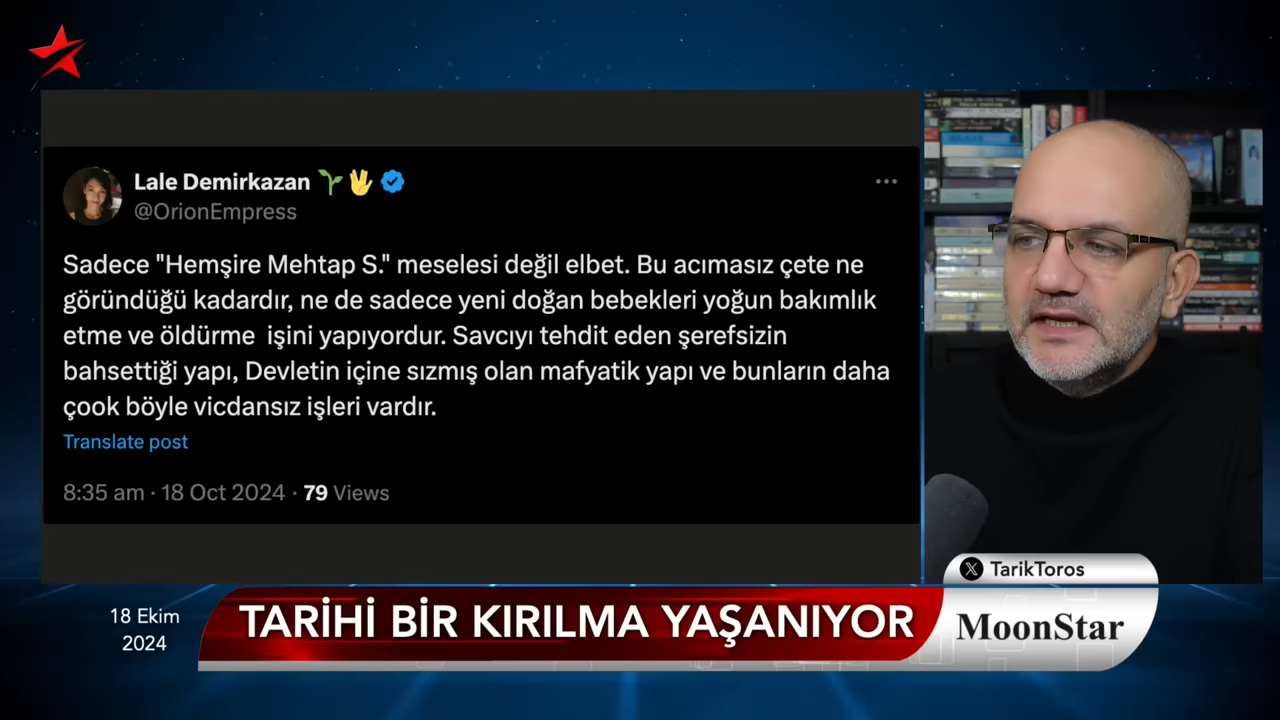 Lale Demirkazan
@OrionEmpress
Sadece "Hemşire Mehtap S." meselesi değil elbet. Bu acımasız çete ne
göründüğü kadardır, ne de sadece yeni doğan bebekleri yoğun bakımlık
etme ve öldürme işini yapıyordur. Savcıyı tehdit eden şerefsizin
bahsettiği yapı, Devletin içine sızmış olan mafyatik yapı ve bunların daha
çook böyle vicdansız işleri vardır.
Translate post
8:35 am · 18 Oct 2024 · 79 Views
TarikToros
18 Ekim
2024
TARİHİ BİR KIRILMA YAŞANIYOR
MoonStar